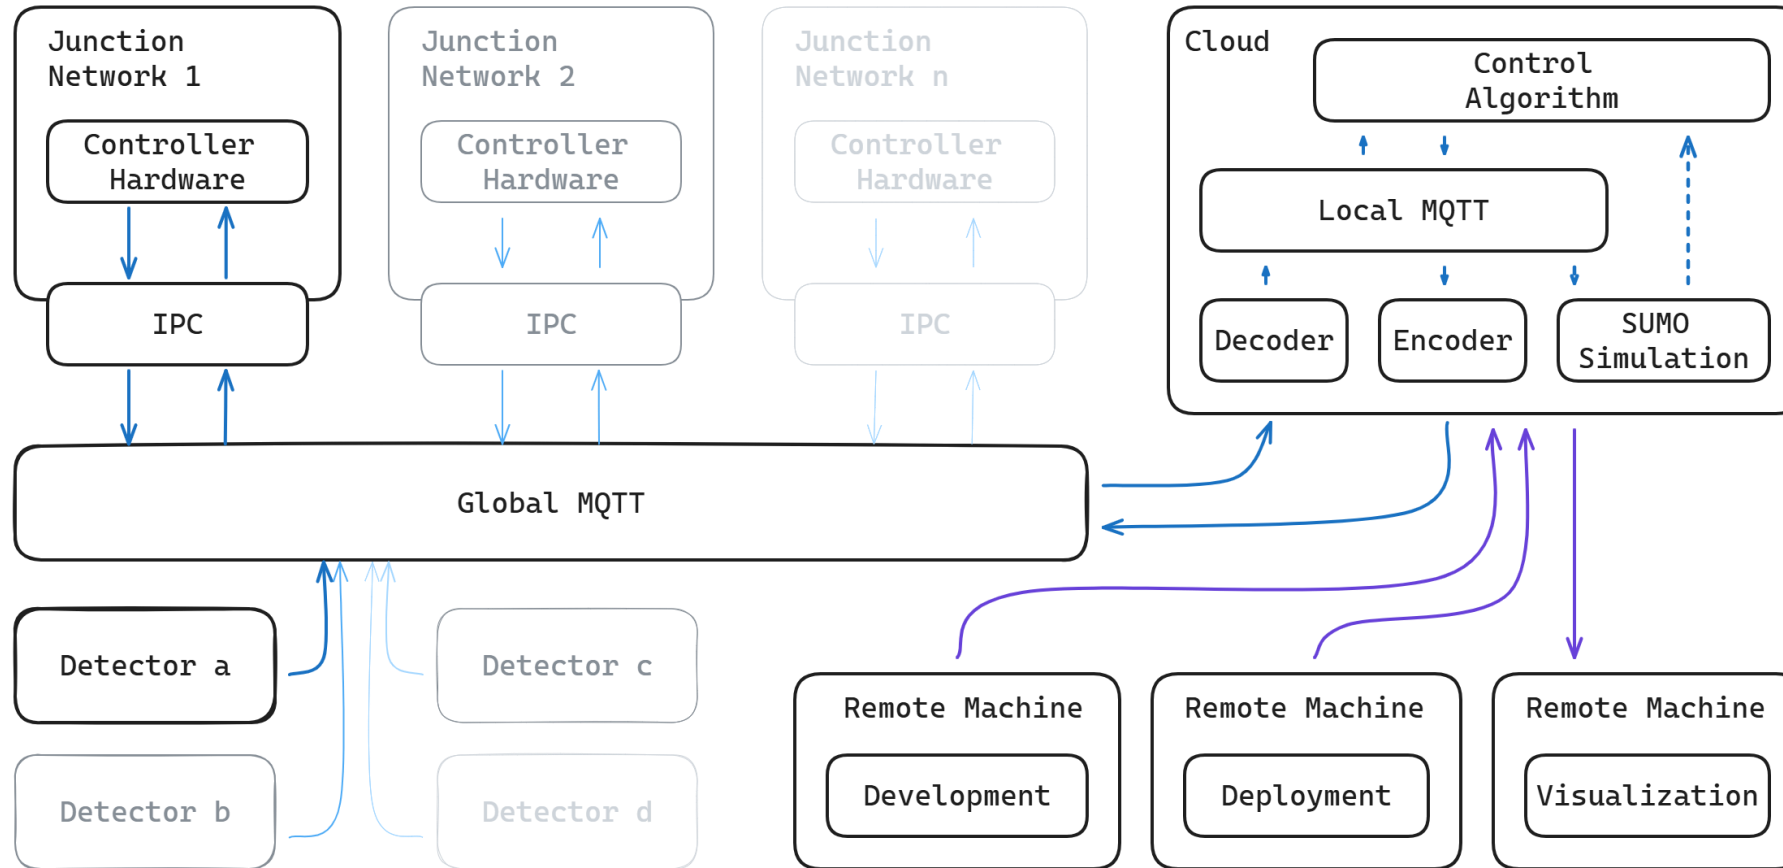 Junction
Network 1
Controller
Hardware
IPC
Junction
Network 2
Controller
Hardware
IPC
Junction
Network n
Controller
Hardware
IPC
Cloud
Control
Algorithm
Local MQTT
Decoder
Encoder
SUMO
Simulation
Global MQTT
Detector a
Detector c
Detector b
Detector d
Remote Machine
Development
Remote Machine
Deployment
Remote Machine
Visualization